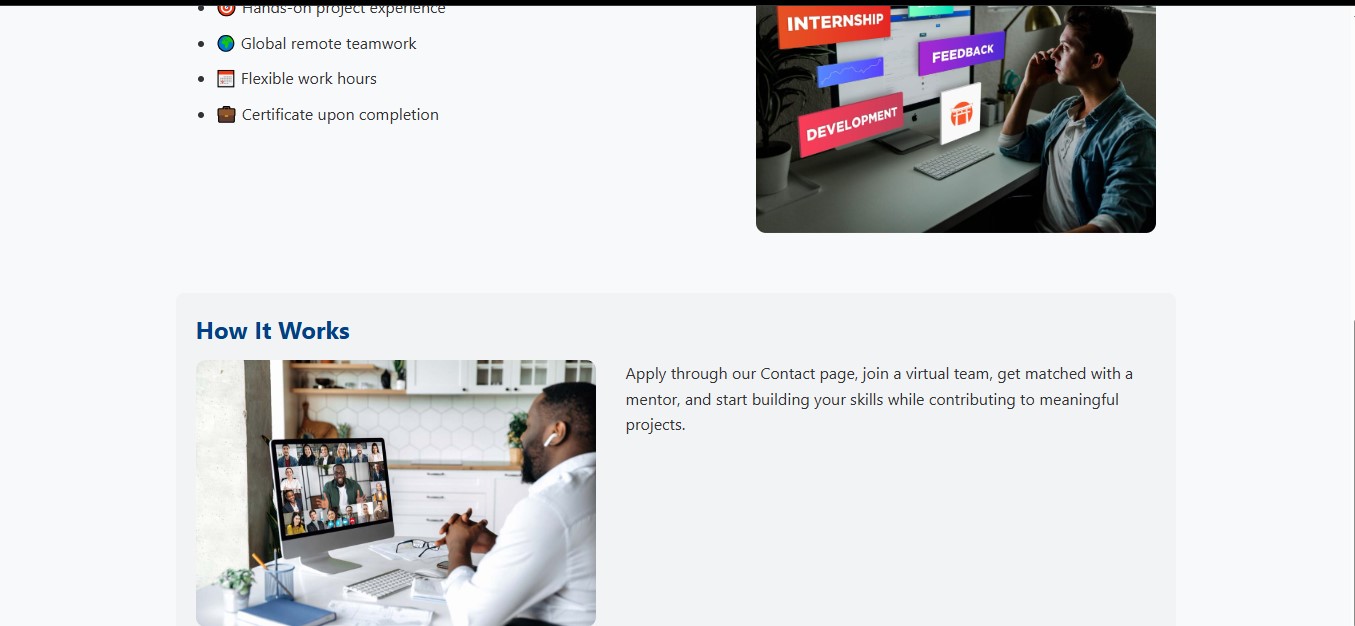 Hands-on project experience
Global remote teamwork
Flexible work hours
Certificate upon completion
INTERNSHIP
FEEDBACK
DEVELOPMENT
How It Works
Apply through our Contact page, join a virtual team, get matched with a
mentor, and start building your skills while contributing to meaningful
projects.